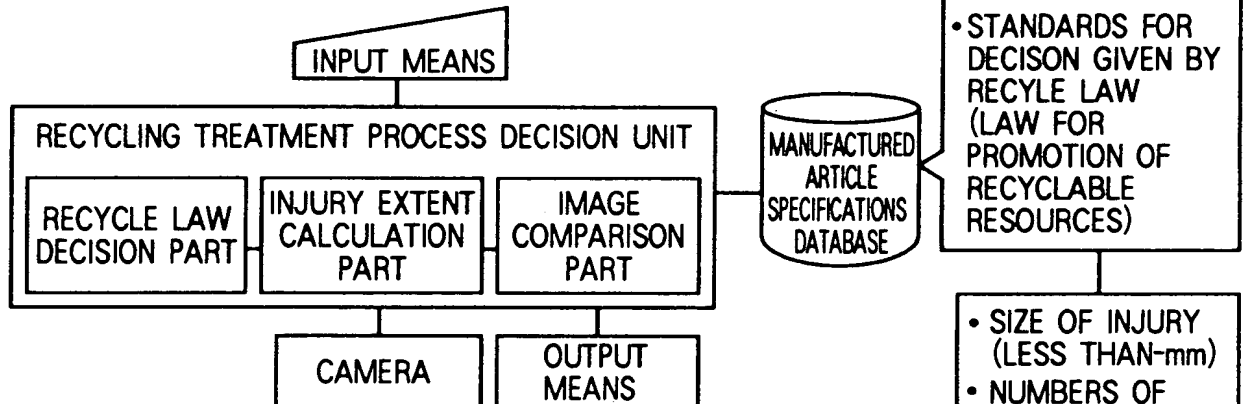 INPUT MEANS
RECYCLING TREATMENT PROCESS DECISION UNIT
RECYCLE LAW
DECISION PART
INJURY EXTENT
CALCULATION
PART
IMAGE
COMPARISON
PART
CAMERA
OUTPUT
MEANS
MANUFACTURED
ARTICLE
SPECIFICATIONS
DATABASE
• STANDARDS FOR
DECISON GIVEN BY
RECYLE LAW
(LAW FOR
PROMOTION OF
RECYCLABLE
RESOURCES)
• SIZE OF INJURY
(LESS THAN-mm)
• NUMBERS OF